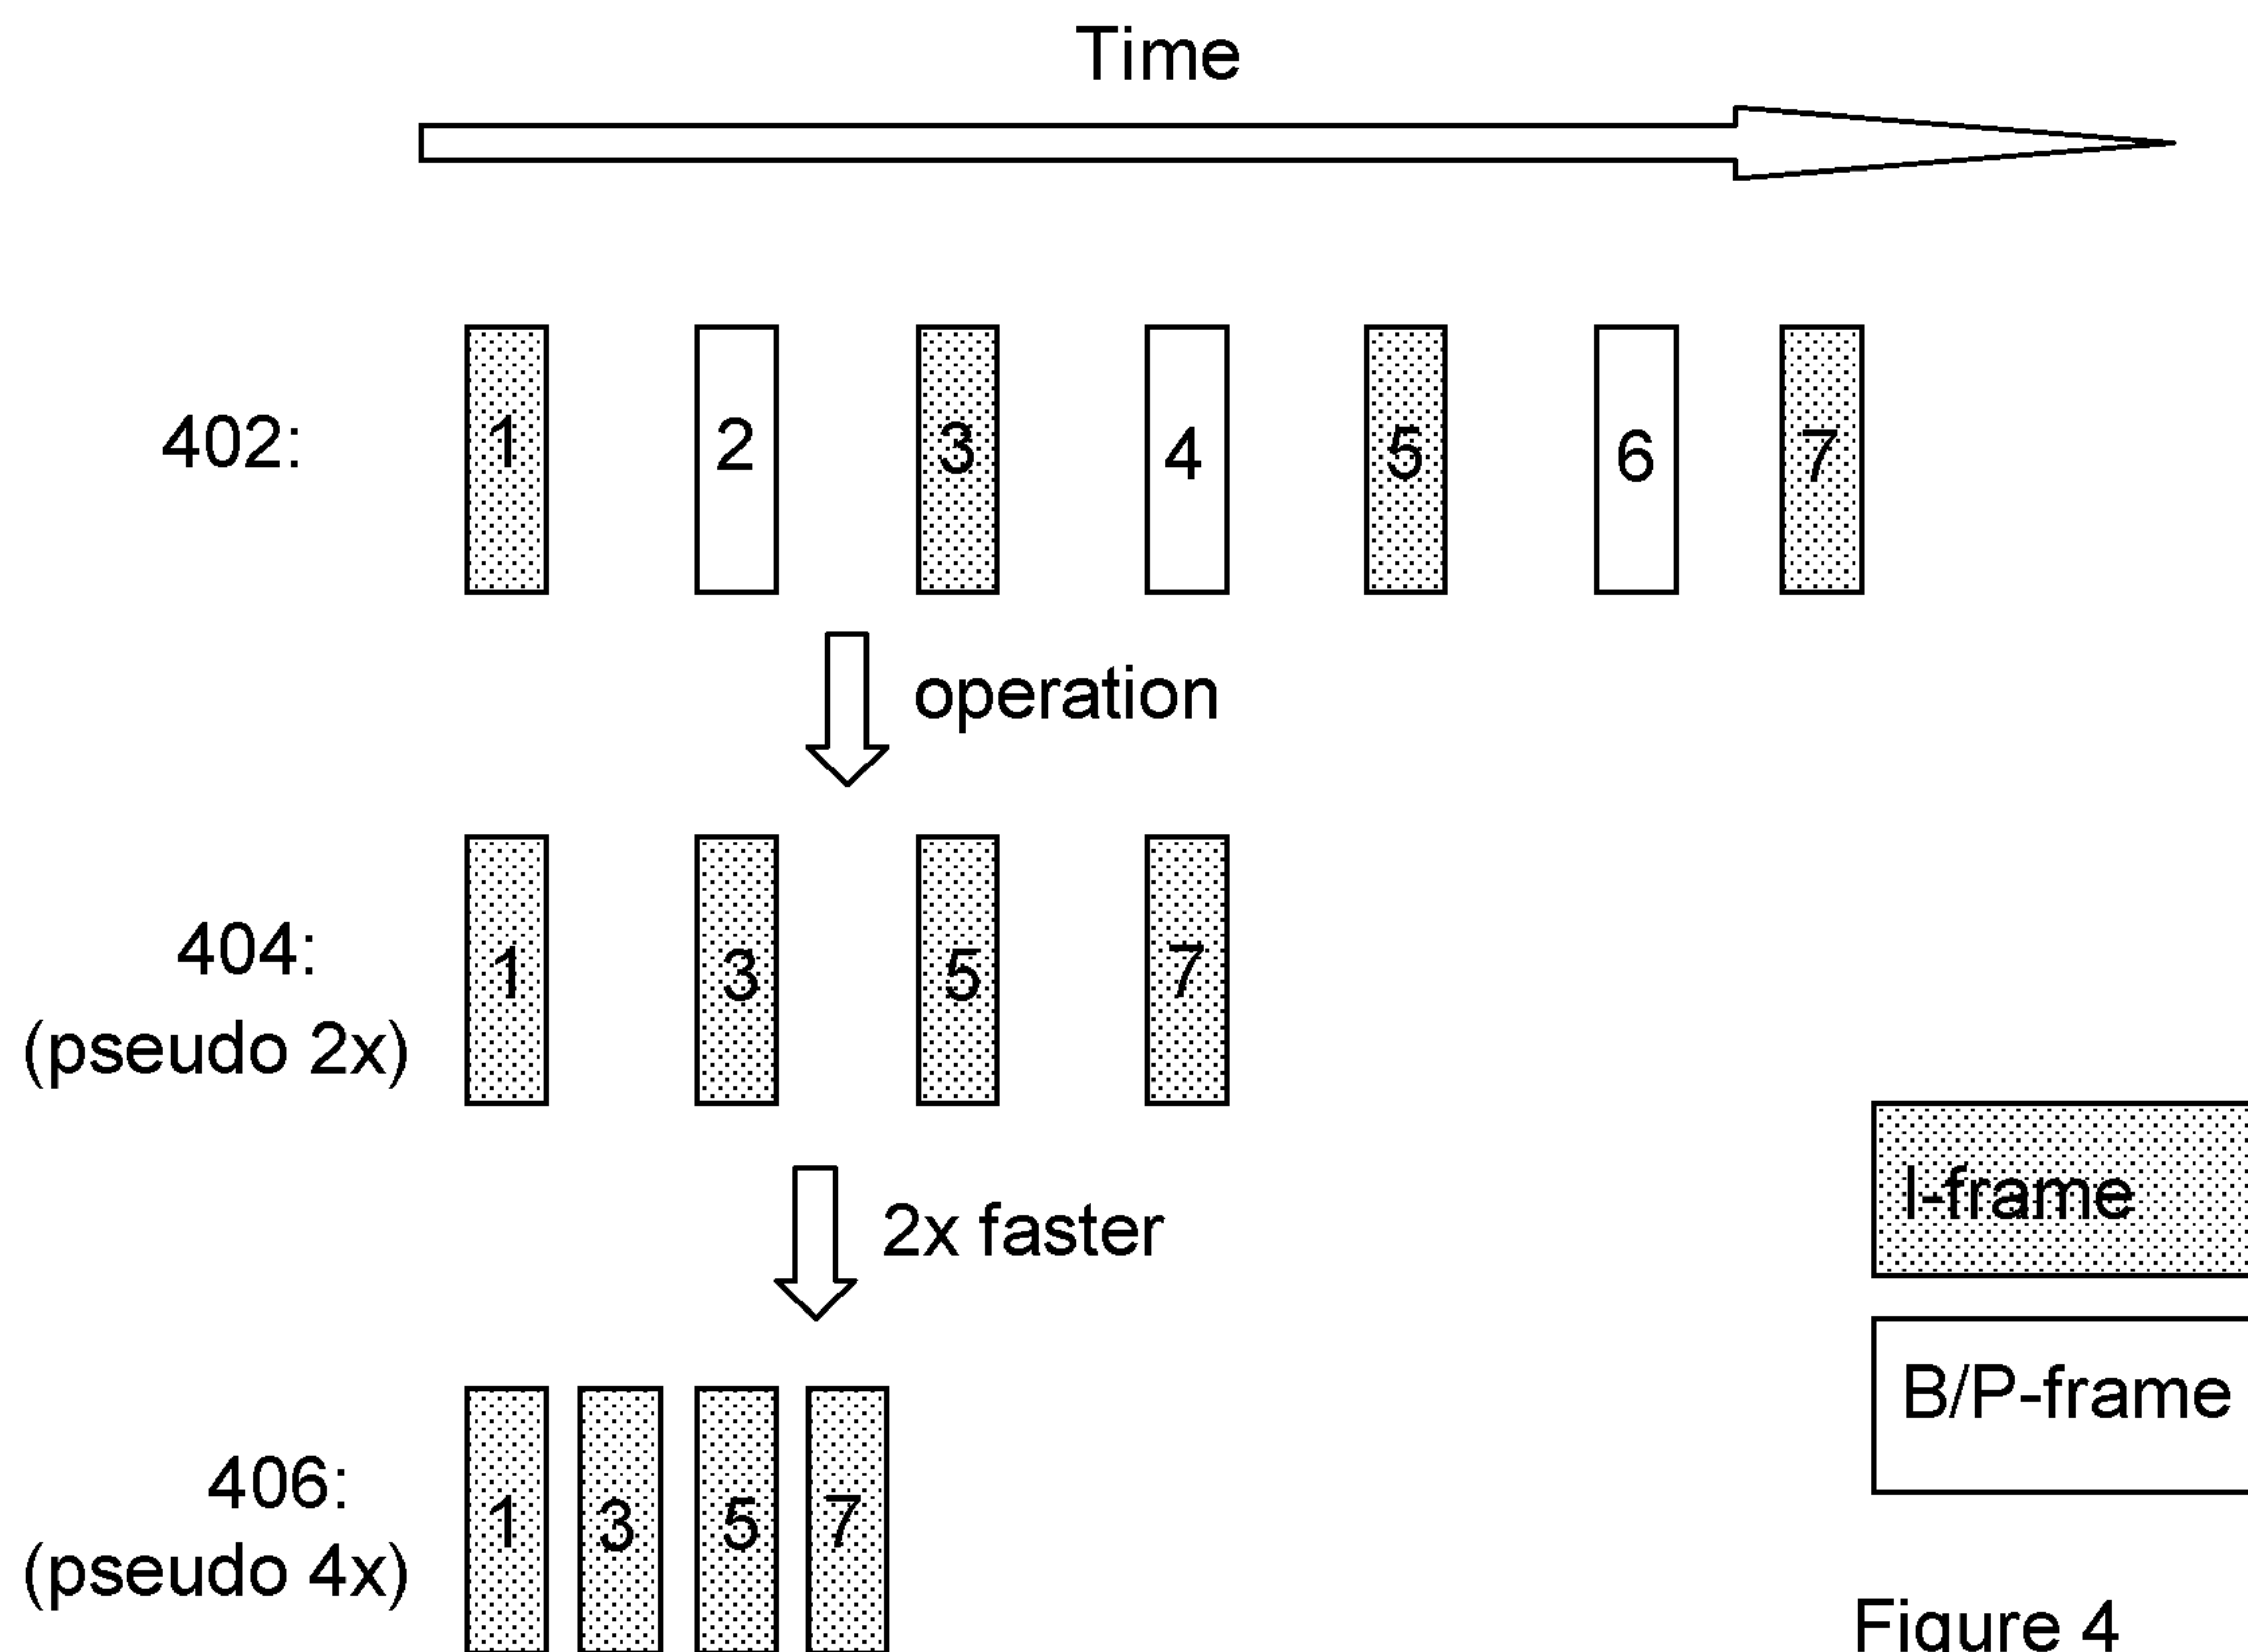 Time
402:
1 2 3 4 5 6 7
operation
404:
(pseudo 2x)
1 3 5 7
2x faster
I-frame
B/P-frame
406:
(pseudo 4x)
1 3 5 7
Figure 4